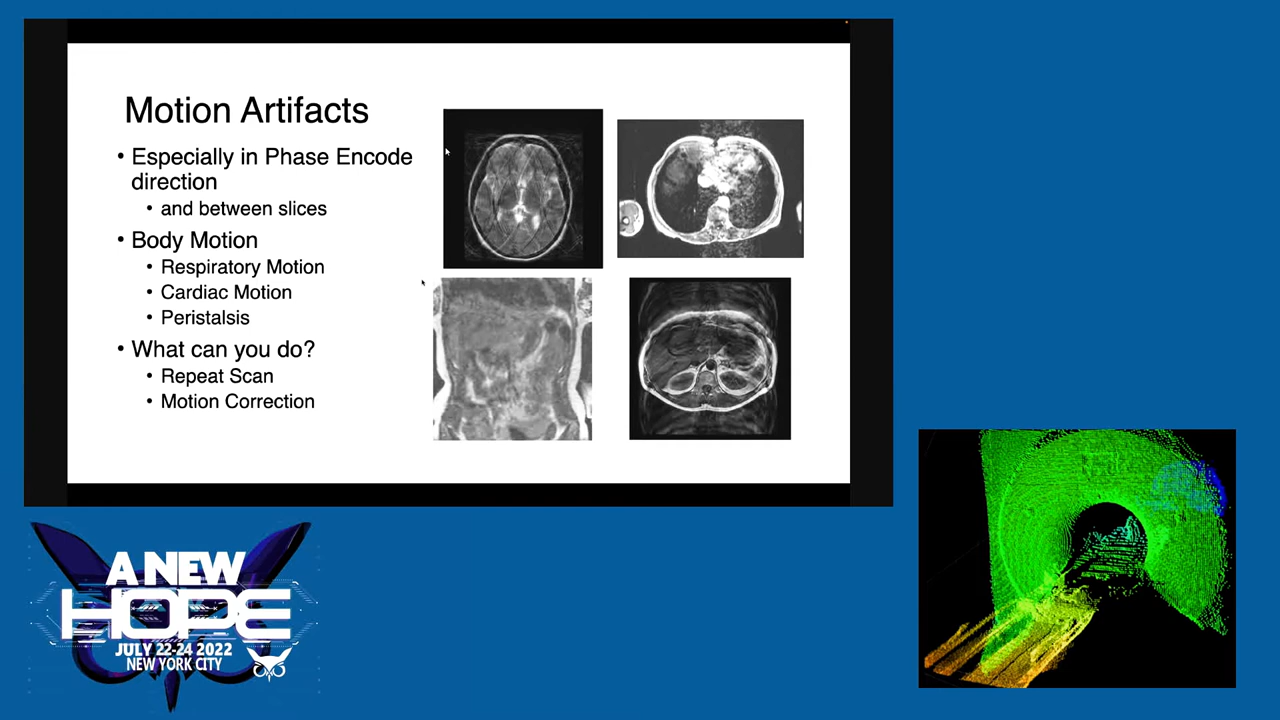 Motion Artifacts
• Especially in Phase Encode
direction
• and between slices
• Body Motion
• Respiratory Motion
• Cardiac Motion
• Peristalsis
• What can you do?
• Repeat Scan
• Motion Correction
A NEW
HOPE
JULY 22-24 2022
NEW YORK CITY